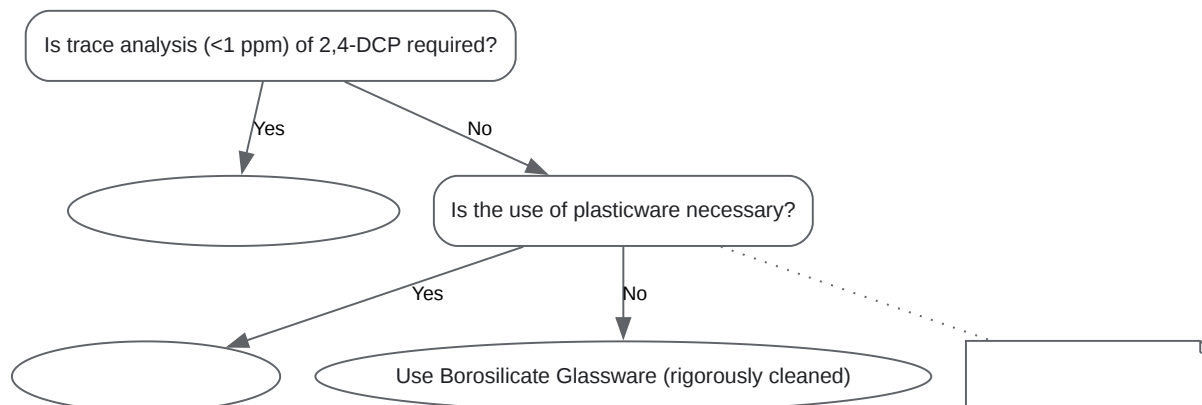 Is trace analysis (<1 ppm) of 2,4-DCP required?
Yes
No
Is the use of plasticware necessary?
Yes
No
Use Borosilicate Glassware (rigorously cleaned)